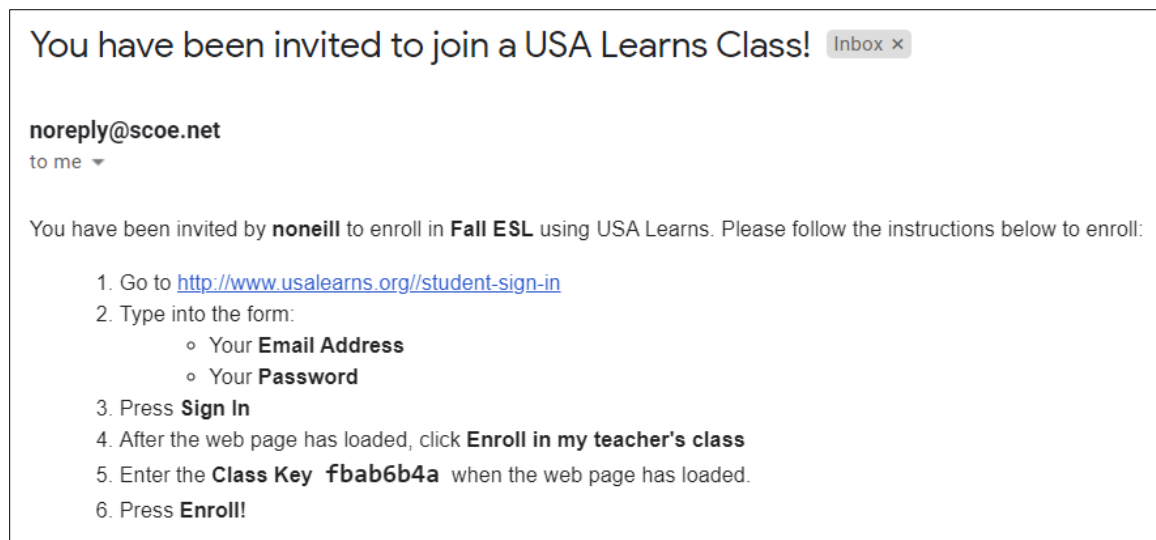 You have been invited to join a USA Learns Class! Inbox ×
noreply@scoe.net
to me
You have been invited by noneill to enroll in Fall ESL using USA Learns. Please follow the instructions below to enroll:
1. Go to http://www.usalearns.org//student-sign-in
2. Type into the form:
◦ Your Email Address
◦ Your Password
3. Press Sign In
4. After the web page has loaded, click Enroll in my teacher's class
5. Enter the Class Key fbab6b4a when the web page has loaded.
6. Press Enroll!